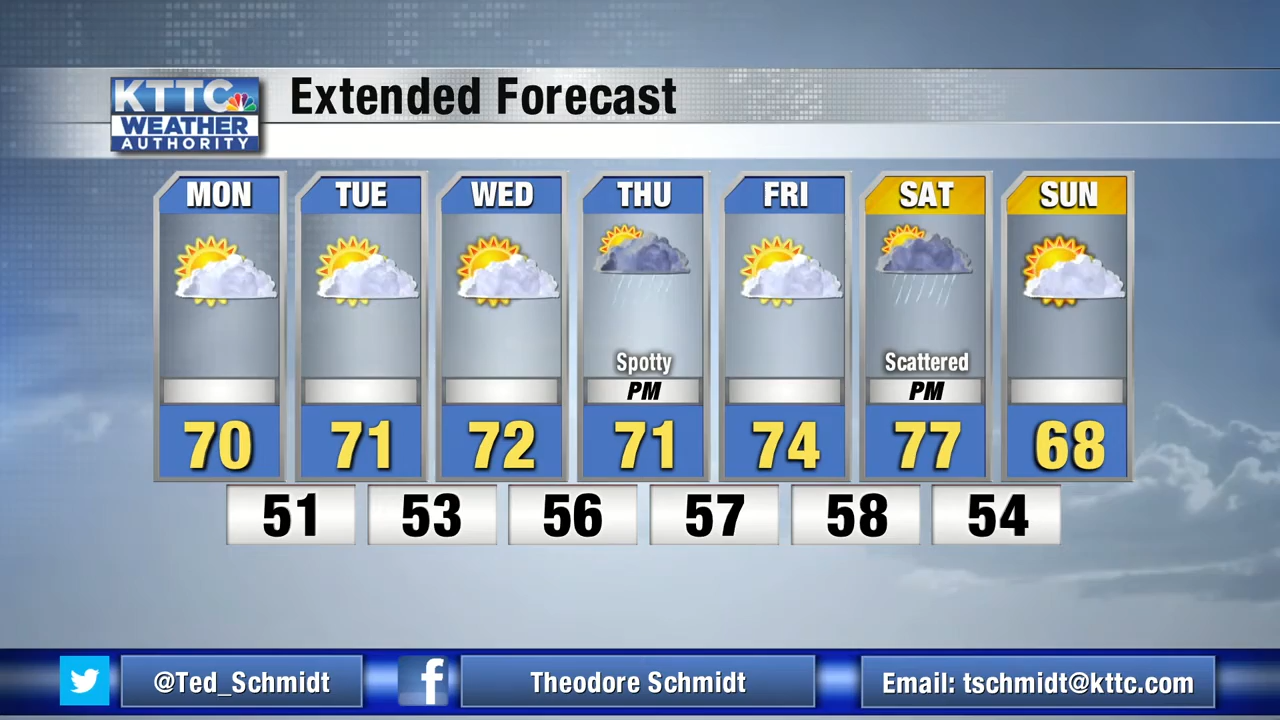 KTTC
WEATHER
AUTHORITY
Extended Forecast
MON TUE WED THU FRI SAT SUN
Spotty Scattered
PM PM
70 71 72 71 74 77 68
51 53 56 57 58 54
@Ted_Schmidt Theodore Schmidt Email: tschmidt@kttc.com